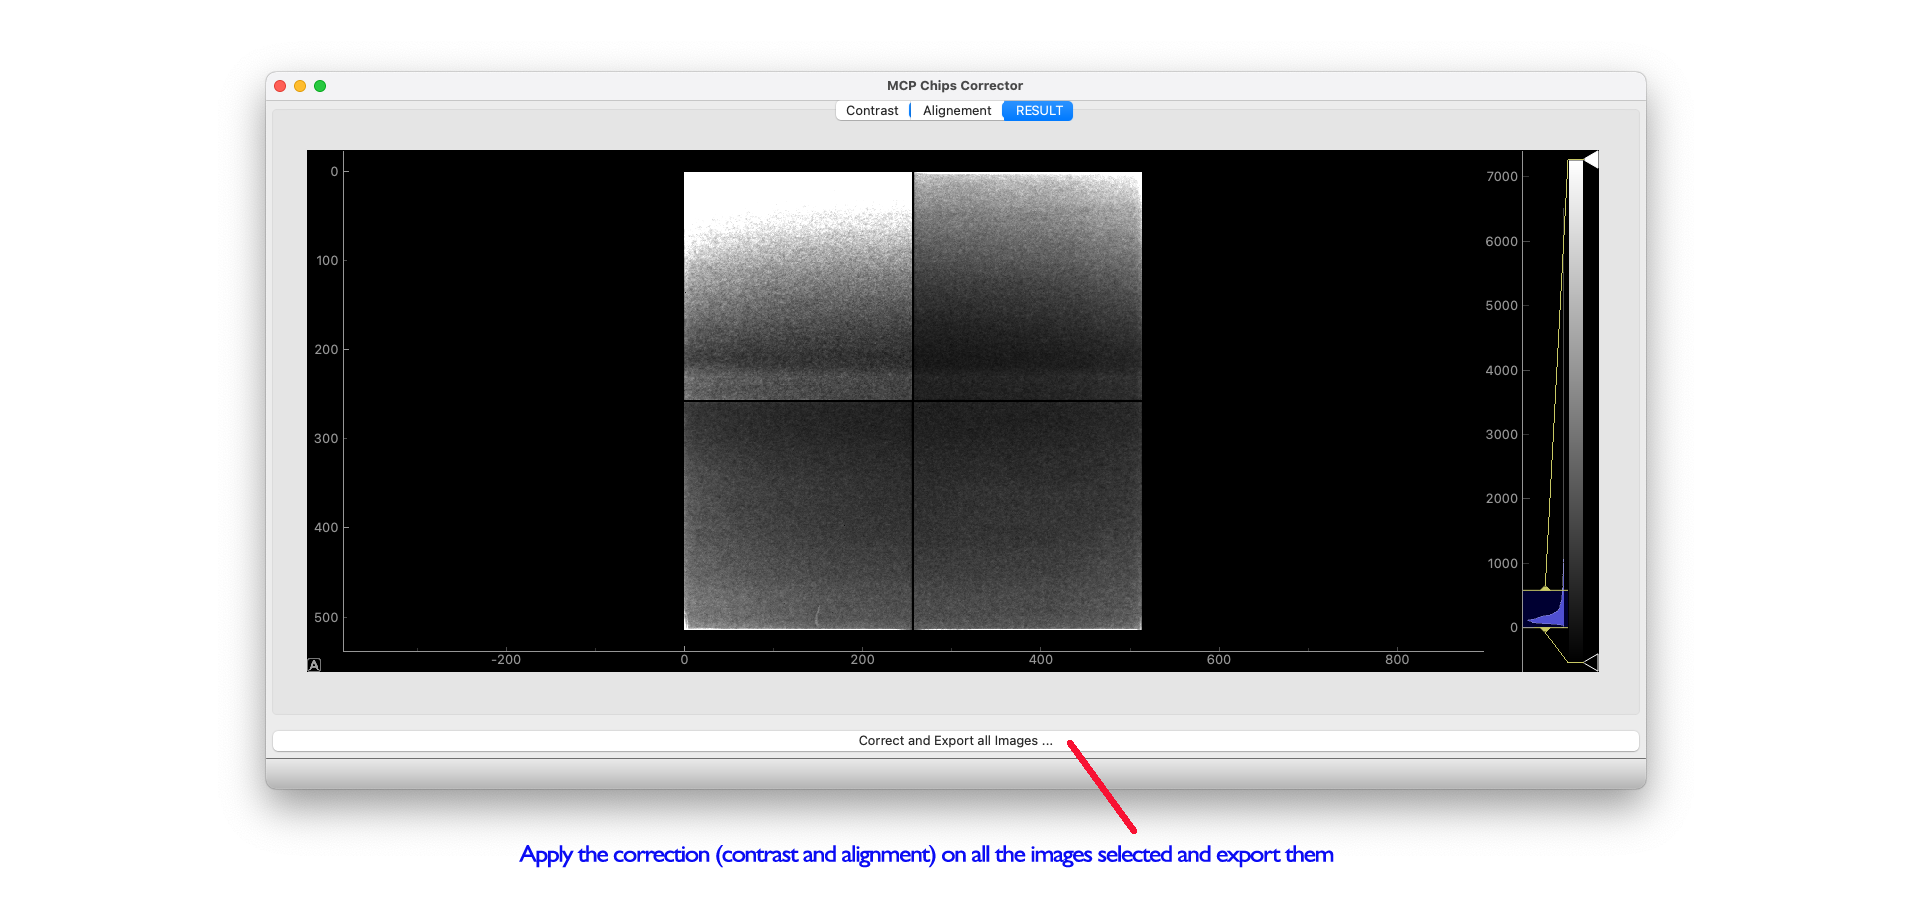 MCP Chips Corrector
Contrast Alignement RESULT
0
100
200
300
400
500
-200 0 200 400 600 800
A
7000
6000
5000
4000
3000
2000
1000
0
Correct and Export all Images ...
Apply the correction (contrast and alignment) on all the images selected and export them